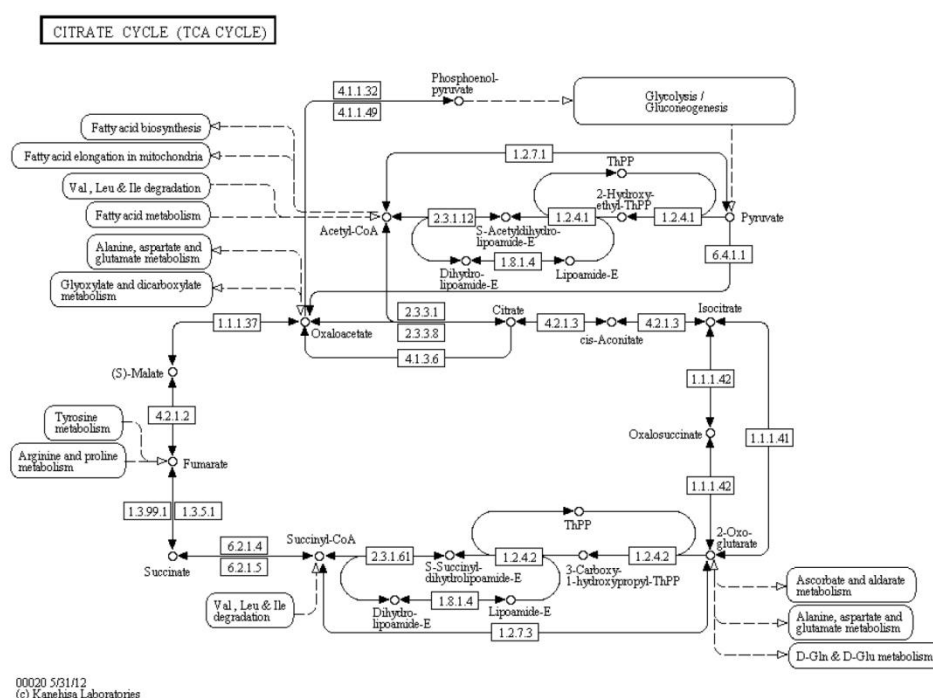 CITRATE CYCLE (TCA CYCLE)
Phosphoenol-
pyruvate
4.1.1.32
4.1.1.49
Glycolysis /
Gluconeogenesis
Fatty acid biosynthesis
Fatty acid elongation in mitochondria
Val, Leu & Ile degradation
Fatty acid metabolism
Alanine, aspartate and
glutamate metabolism
Glyoxylate and dicarboxylate
metabolism
1.2.7.1
ThPP
2-Hydroxy-
ethyl-ThPP
Acetyl-CoA
2.3.1.12
1.2.4.1
1.2.4.1
Pyruvate
S-Acetyldihydro-
lipoamide-E
6.4.1.1
1.8.1.4
Dihydro-
lipoamide-E
Lipoamide-E
1.1.1.37
Oxaloacetate
2.3.3.1
2.3.3.8
4.1.3.6
Citrate
4.2.1.3
cis-Aconitate
4.2.1.3
Isocitrate
(S)-Malate
1.1.1.42
4.2.1.2
Tyrosine
metabolism
Arginine and proline
metabolism
Fumarate
Oxalosuccinate
1.1.1.41
1.1.1.42
1.3.99.1
1.3.5.1
ThPP
2-Oxo-
glutarate
Succinate
6.2.1.4
6.2.1.5
Succinyl-CoA
2.3.1.61
1.2.4.2
1.2.4.2
S-Succinyl-
dihydrolipoamide-E
3-Carboxy-
1-hydroxypropyl-ThPP
Val, Leu & Ile
degradation
1.8.1.4
Dihydro-
lipoamide-E
Lipoamide-E
1.2.7.3
Ascorbate and aldarate
metabolism
Alanine, aspartate and
glutamate metabolism
D-Gln & D-Glu metabolism
00020 5/31/12
(c) Kanehisa Laboratories